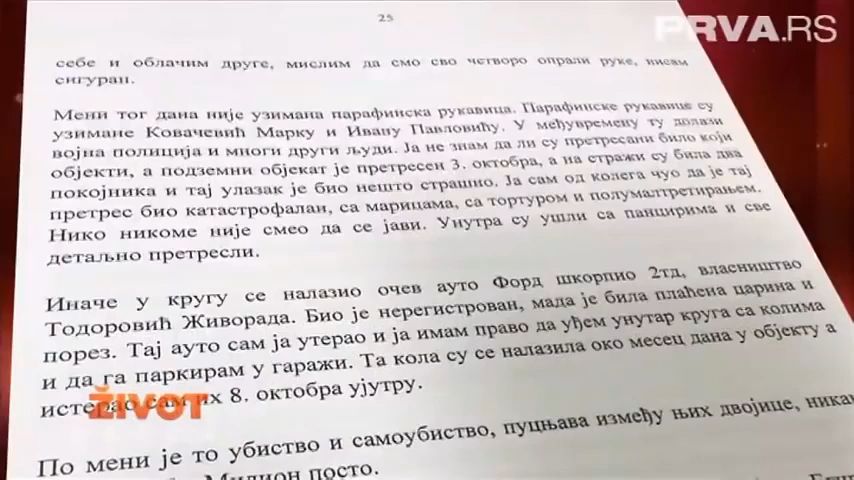 25
PRVA.RS
себе и облачим друге, мислим да смо сво четворо опрали руке, нисам
сигуран.
Мени тог дана није узимана парафинска рукавица. Парафинске рукавице су
узимане Ковачевић Марку и Ивану Павловићу. У међувремену ту долази
војна полиција и многи други људи. Ја не знам да ли су претресани било који
објекти, а подземни објекат је претресен 3. октобра, а на стражи су била два
покојника и тај улазак је био нешто страшно. Ја сам од колега чуо да је тај
претрес био катастрофалан, са марицама, са тортуром и полумалтретирањем.
Нико никоме није смео да се јави. Унутра су ушли са панцирима и све
детаљно претресли.
Иначе у кругу се налазио очев ауто Форд шкорпио 2тд, власништво
Тодоровић Живорада. Био је нерегистрован, мада је била плаћена царина и
порез. Тај ауто сам ја утерао и ја имам право да уђем унутар круга са колима
и да га паркирам у гаражи. Та кола су се налазила око месец дана у објекту а
истерао сам их 8. октобра ујутру.
ŽIVOT
По мени је то убиство и самоубиство, пуцњава између њих двојице, никак
Милион посто.